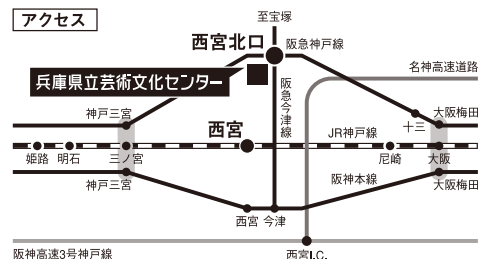 アクセス
至宝塚
西宮北口
阪急神戸線
名神高速道路
兵庫県立芸術文化センター
阪急今津線
神戸三宮
西宮
十三
大阪梅田
JR神戸線
姫路
明石
三ノ宮
尼崎
大阪
神戸三宮
阪神本線
大阪梅田
西宮
今津
阪神高速3号神戸線
西宮I.C.